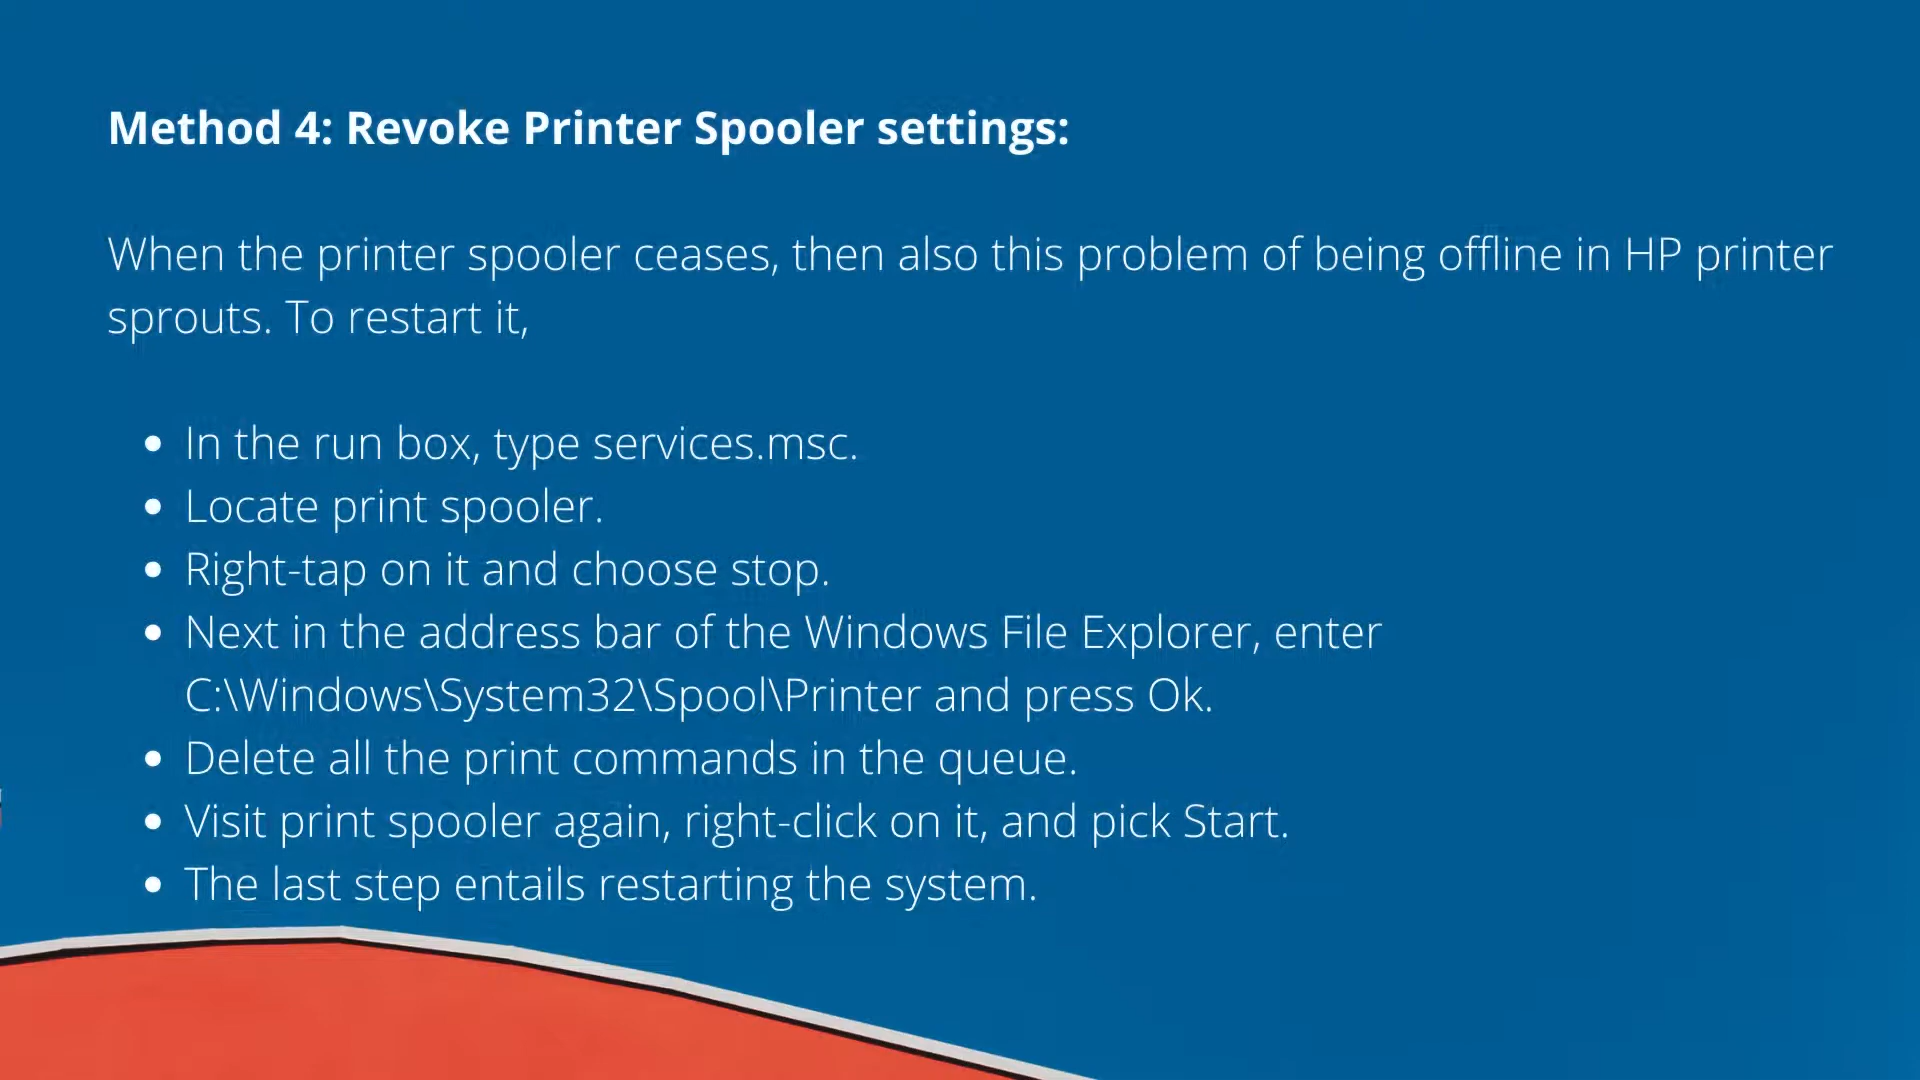 Method 4: Revoke Printer Spooler settings:
When the printer spooler ceases, then also this problem of being offline in HP printer
sprouts. To restart it,
• In the run box, type services.msc.
• Locate print spooler.
• Right-tap on it and choose stop.
• Next in the address bar of the Windows File Explorer, enter
C:\Windows\System32\Spool\Printer and press Ok.
• Delete all the print commands in the queue.
• Visit print spooler again, right-click on it, and pick Start.
• The last step entails restarting the system.